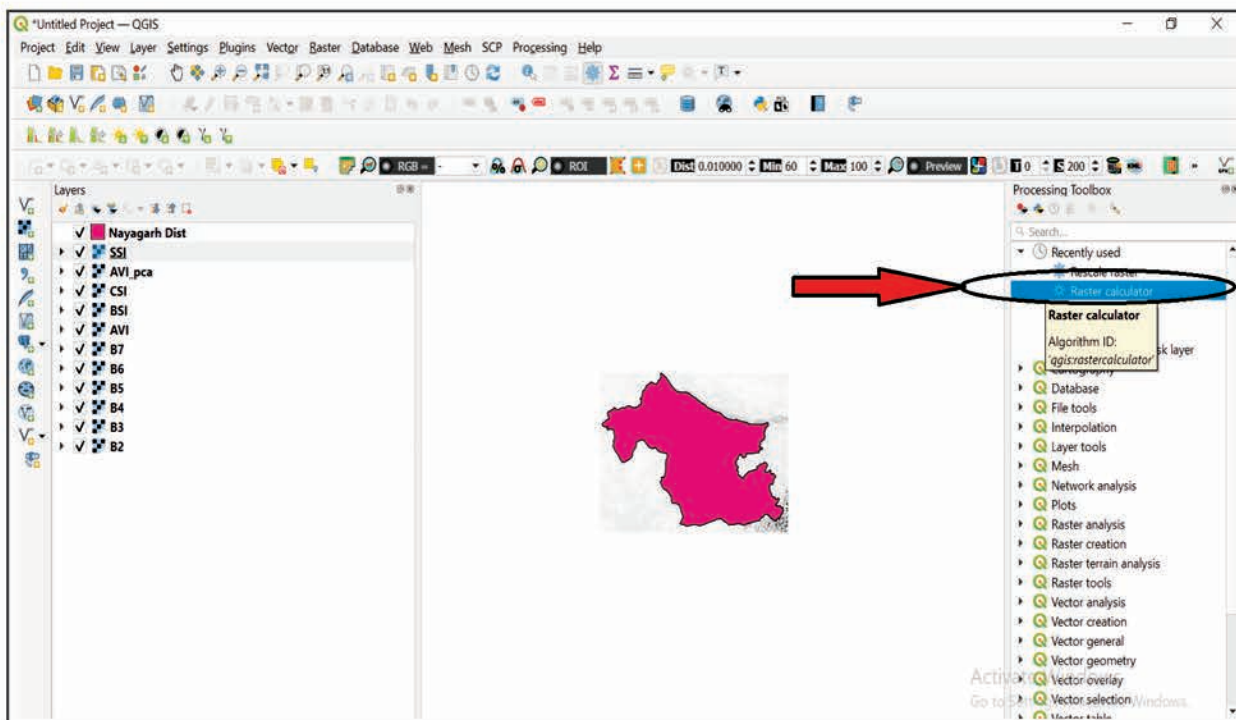 *Untitled Project — QGIS
Project Edit View Layer Settings Plugins Vector Raster Database Web Mesh SCP Processing Help
RGB = - ROI Dist 0.010000 Min 60 Max 100 Preview T 0 S 200
Layers
Nayagarh Dist
SSI
AVI_pca
CSI
BSI
AVI
B7
B6
B5
B4
B3
B2
Processing Toolbox
Search...
Recently used
Rescale raster
Raster calculator
Raster calculator
Algorithm ID:
'qgis:rastercalculator'
sk layer
Cartography
Database
File tools
Interpolation
Layer tools
Mesh
Network analysis
Plots
Raster analysis
Raster creation
Raster terrain analysis
Raster tools
Vector analysis
Vector creation
Vector general
Vector geometry
Vector overlay
Vector selection
Vector table